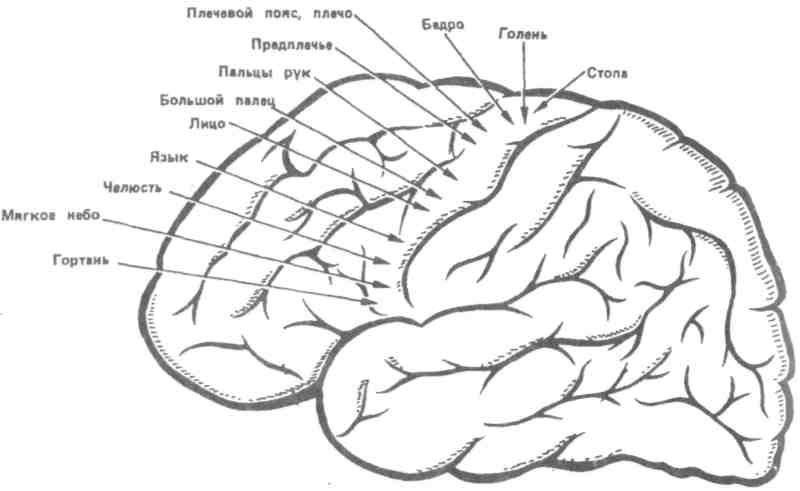 Плечевой пояс, плечо
Бедро
Голень
Предплечье
Стопа
Пальцы рук
Большой палец
Лицо
Язык
Челюсть
Мягкое небо
Гортань